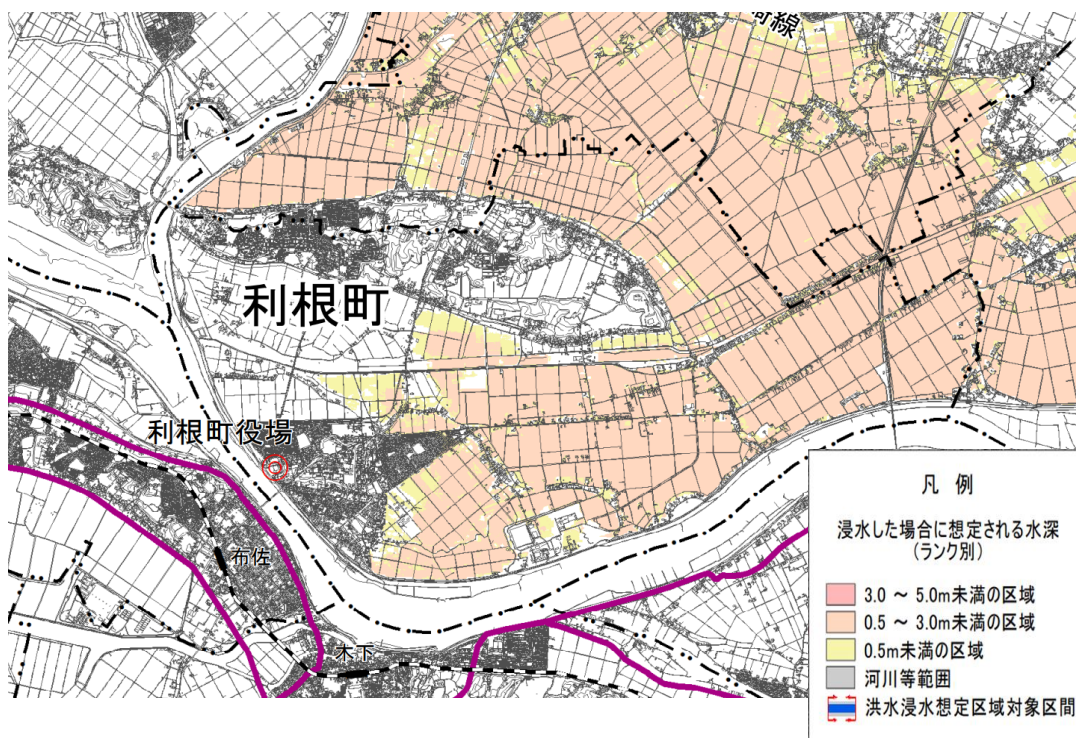 利根町
利根町役場
布佐
木下
凡 例
浸水した場合に想定される水深
(ランク別)
3.0 ~ 5.0m未満の区域
0.5 ~ 3.0m未満の区域
0.5m未満の区域
河川等範囲
洪水浸水想定区域対象区間